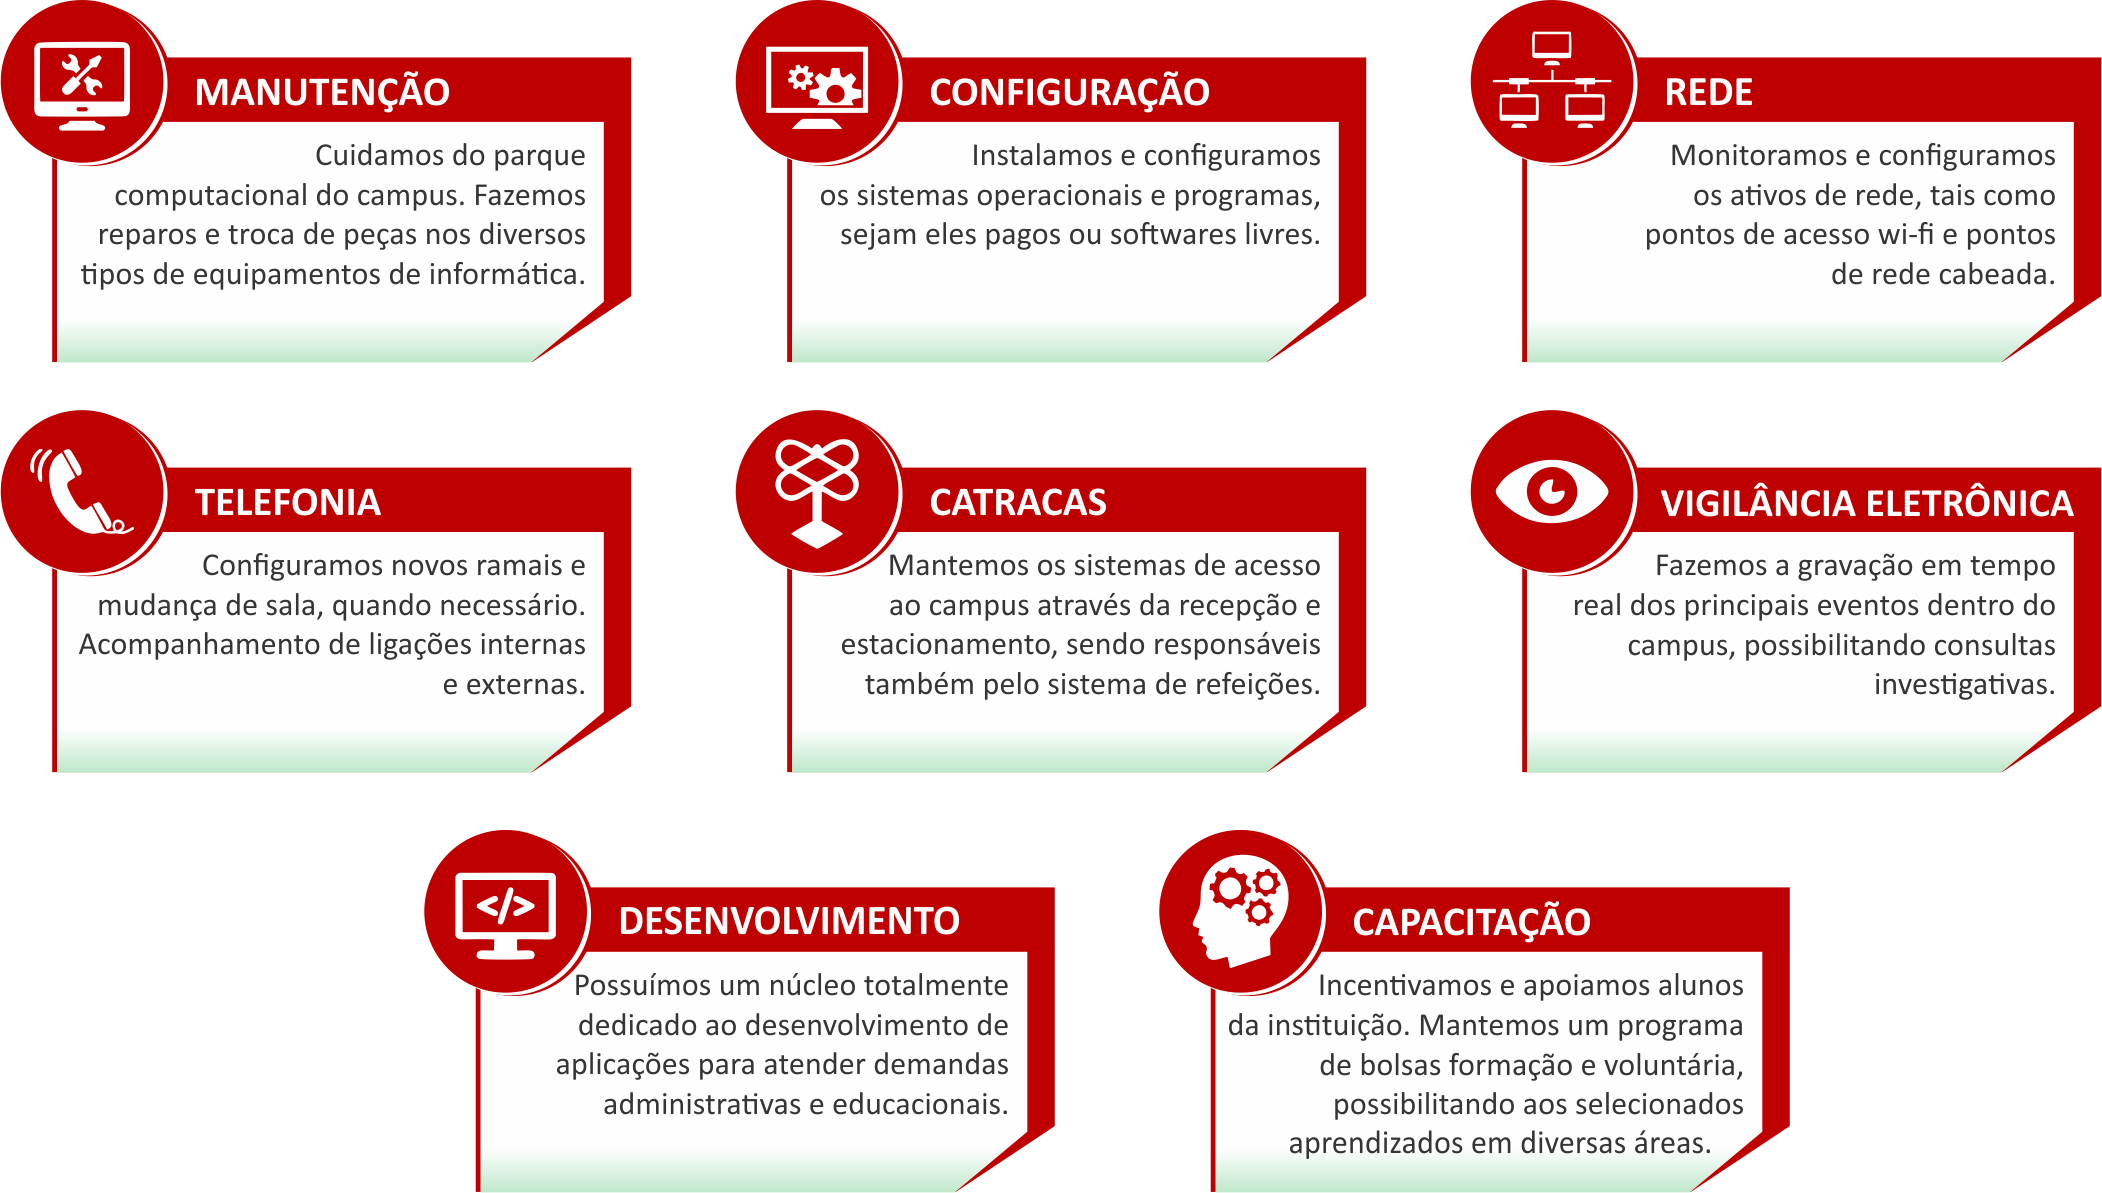 MANUTENÇÃO
Cuidamos do parque
computacional do campus. Fazemos
reparos e troca de peças nos diversos
tipos de equipamentos de informática.
CONFIGURAÇÃO
Instalamos e configuramos
os sistemas operacionais e programas,
sejam eles pagos ou softwares livres.
REDE
Monitoramos e configuramos
os ativos de rede, tais como
pontos de acesso wi-fi e pontos
de rede cabeada.
TELEFONIA
Configuramos novos ramais e
mudança de sala, quando necessário.
Acompanhamento de ligações internas
e externas.
CATRACAS
Mantemos os sistemas de acesso
ao campus através da recepção e
estacionamento, sendo responsáveis
também pelo sistema de refeições.
VIGILÂNCIA ELETRÔNICA
Fazemos a gravação em tempo
real dos principais eventos dentro do
campus, possibilitando consultas
investigativas.
DESENVOLVIMENTO
Possuímos um núcleo totalmente
dedicado ao desenvolvimento de
aplicações para atender demandas
administrativas e educacionais.
CAPACITAÇÃO
Incentivamos e apoiamos alunos
da instituição. Mantemos um programa
de bolsas formação e voluntária,
possibilitando aos selecionados
aprendizados em diversas áreas.